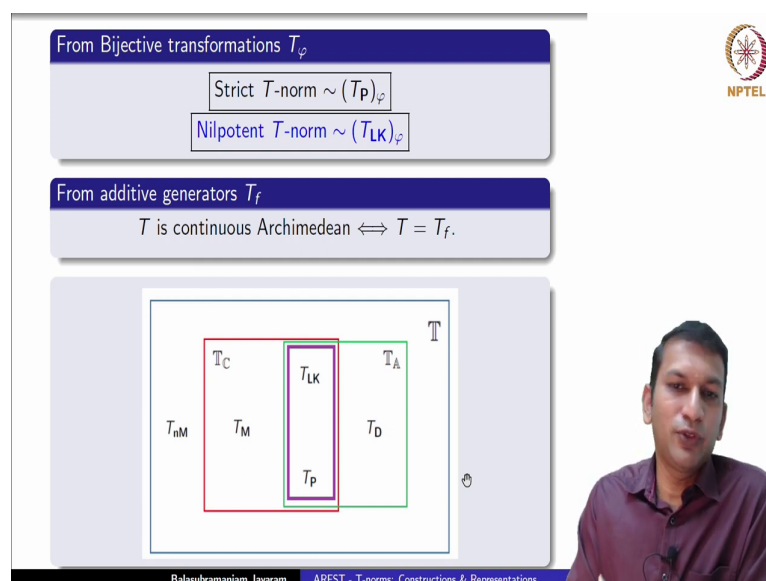 From Bijective transformations T_φ
NPTEL
Strict T-norm ∼ (T_P)_φ
Nilpotent T-norm ∼ (T_LK)_φ
From additive generators T_f
T is continuous Archimedean ⟺ T = T_f.
𝕋
𝕋_C
𝕋_A
T_LK
T_nM
T_M
T_D
T_P
Balasubramaniam Jayaram
AREST - T-norms: Constructions & Representations